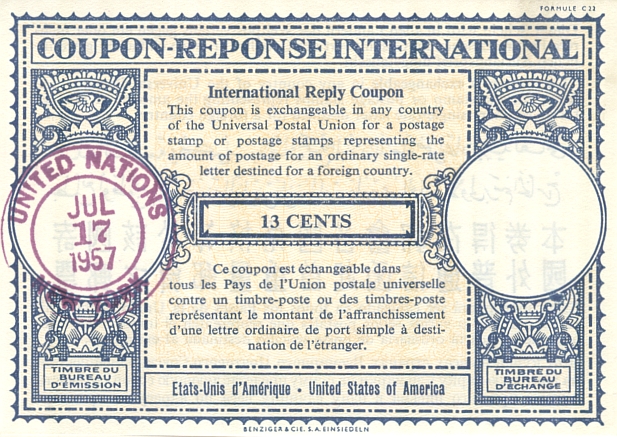 FORMULE C 22
COUPON-REPONSE INTERNATIONAL
International Reply Coupon
This coupon is exchangeable in any country
of the Universal Postal Union for a postage
stamp or postage stamps representing the
amount of postage for an ordinary single-rate
letter destined for a foreign country.
UNITED NATIONS
JUL
17
1957
NEW YORK
13 CENTS
Ce coupon est échangeable dans
tous les Pays de l'Union postale universelle
contre un timbre-poste ou des timbres-poste
représentant le montant de l'affranchissement
d'une lettre ordinaire de port simple à desti-
nation de l'étranger.
TIMBRE DU
BUREAU
D'ÉMISSION
TIMBRE DU
BUREAU
D'ÉCHANGE
Etats-Unis d'Amérique • United States of America
BENZIGER & CIE. S.A. EINSIEDELN